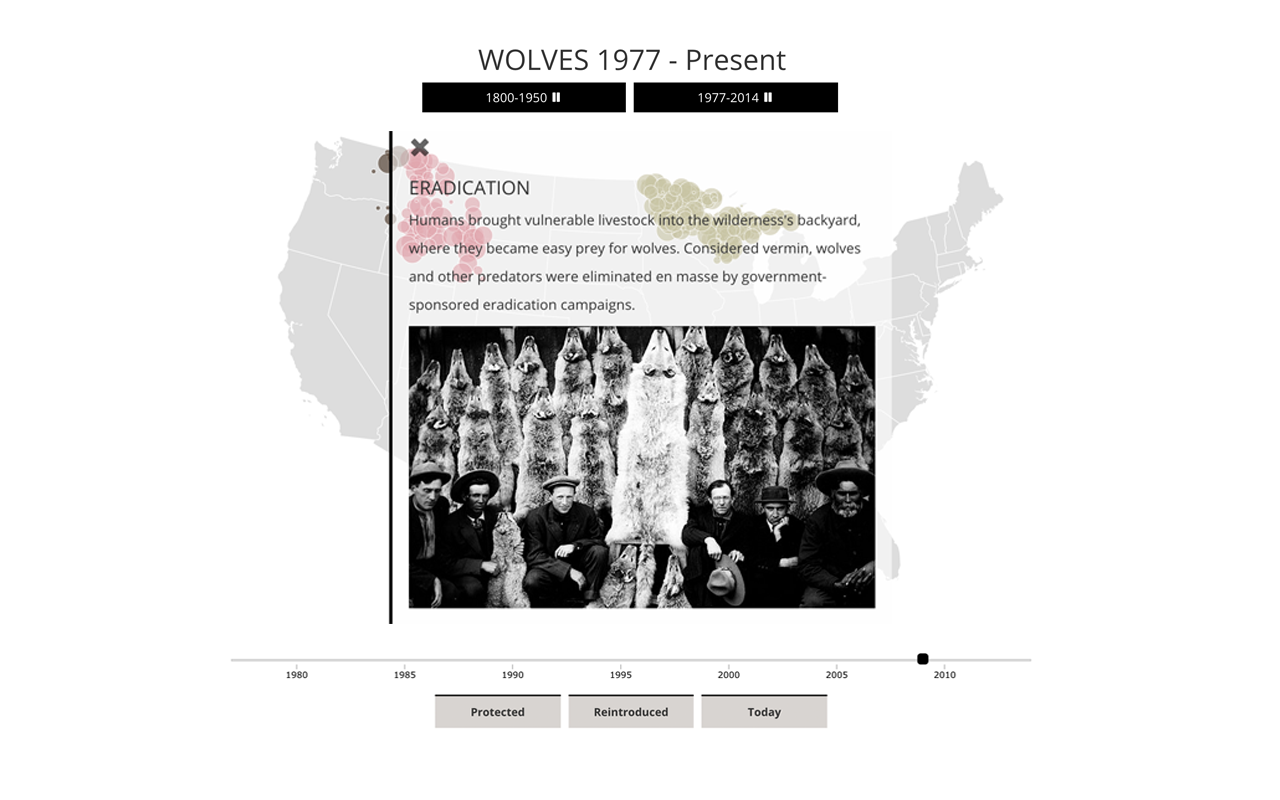 WOLVES 1977 - Present
1800-1950
1977-2014
ERADICATION
Humans brought vulnerable livestock into the wilderness's backyard,
where they became easy prey for wolves. Considered vermin, wolves
and other predators were eliminated en masse by government-
sponsored eradication campaigns.
1980 1985 1990 1995 2000 2005 2010
Protected Reintroduced Today